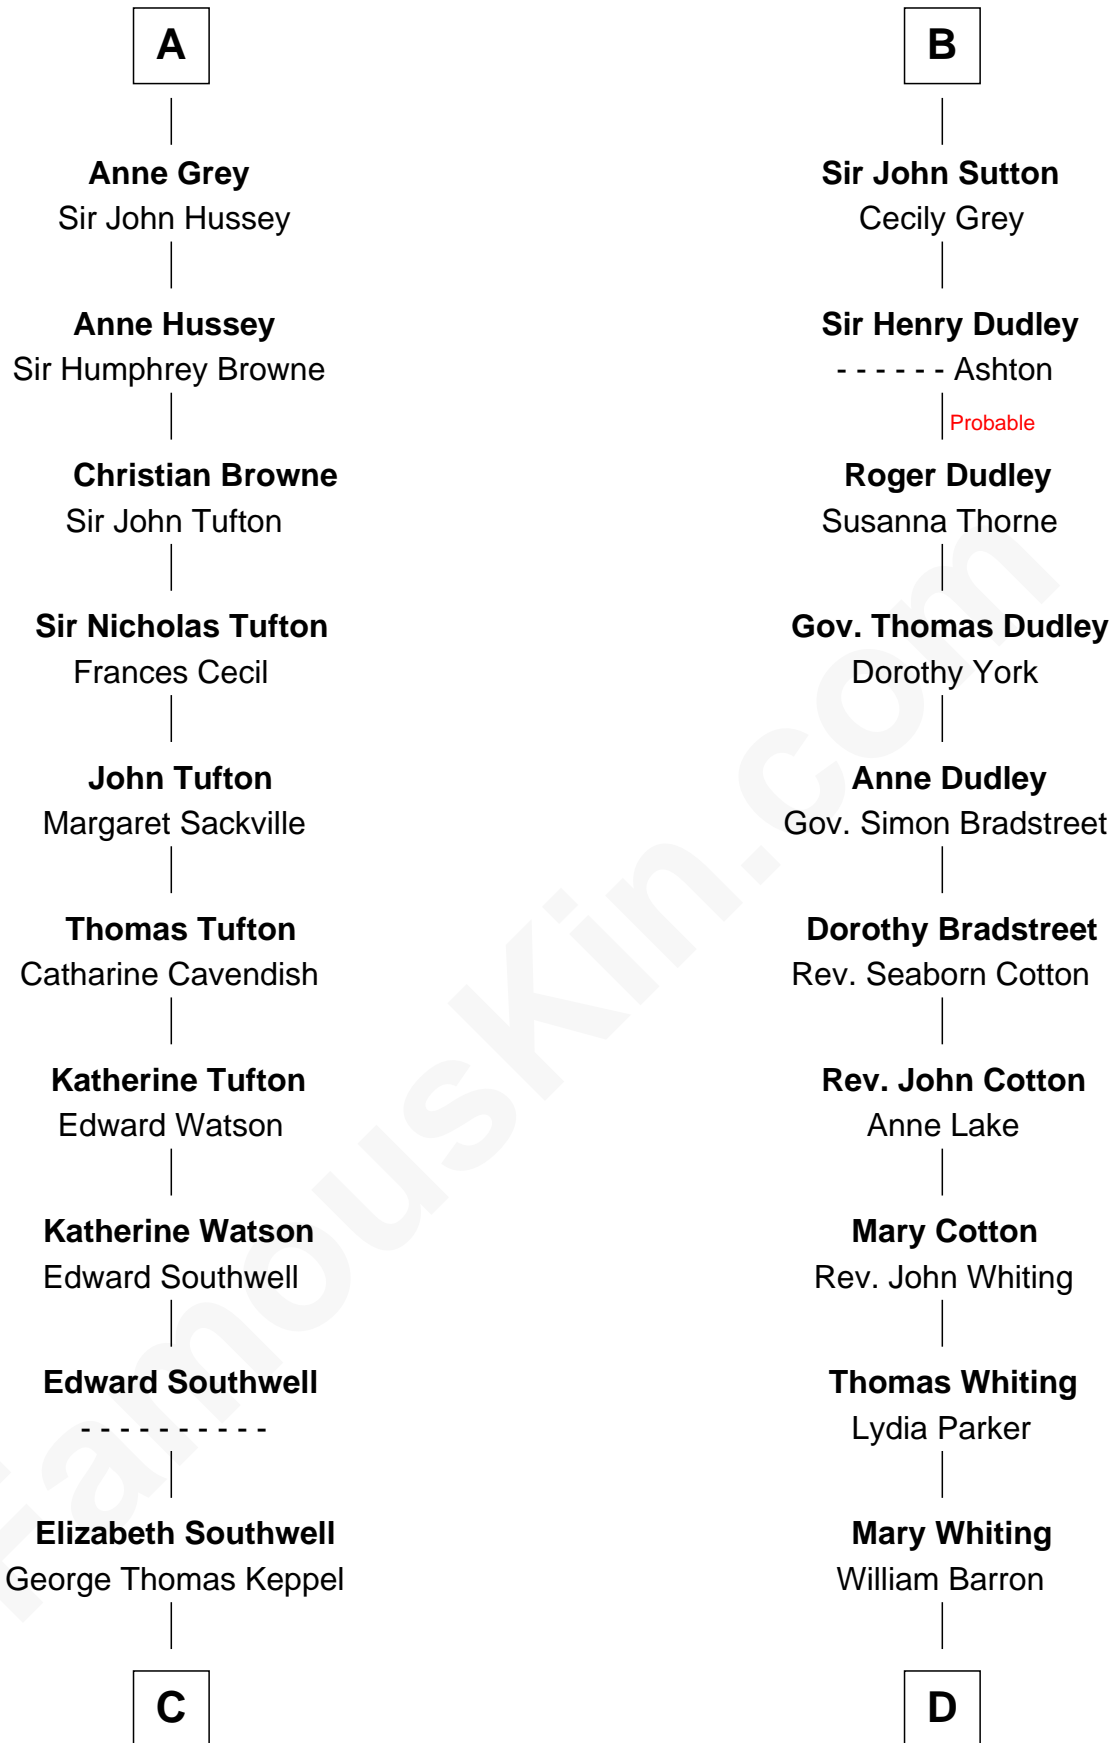 A
Anne Grey
Sir John Hussey
Anne Hussey
Sir Humphrey Browne
Christian Browne
Sir John Tufton
Sir Nicholas Tufton
Frances Cecil
John Tufton
Margaret Sackville
Thomas Tufton
Catharine Cavendish
Katherine Tufton
Edward Watson
Katherine Watson
Edward Southwell
Edward Southwell
- - - - - - - - - -
Elizabeth Southwell
George Thomas Keppel
C
B
Sir John Sutton
Cecily Grey
Sir Henry Dudley
- - - - - - Ashton
Probable
Roger Dudley
Susanna Thorne
Gov. Thomas Dudley
Dorothy York
Anne Dudley
Gov. Simon Bradstreet
Dorothy Bradstreet
Rev. Seaborn Cotton
Rev. John Cotton
Anne Lake
Mary Cotton
Rev. John Whiting
Thomas Whiting
Lydia Parker
Mary Whiting
William Barron
D
FamousKin.com